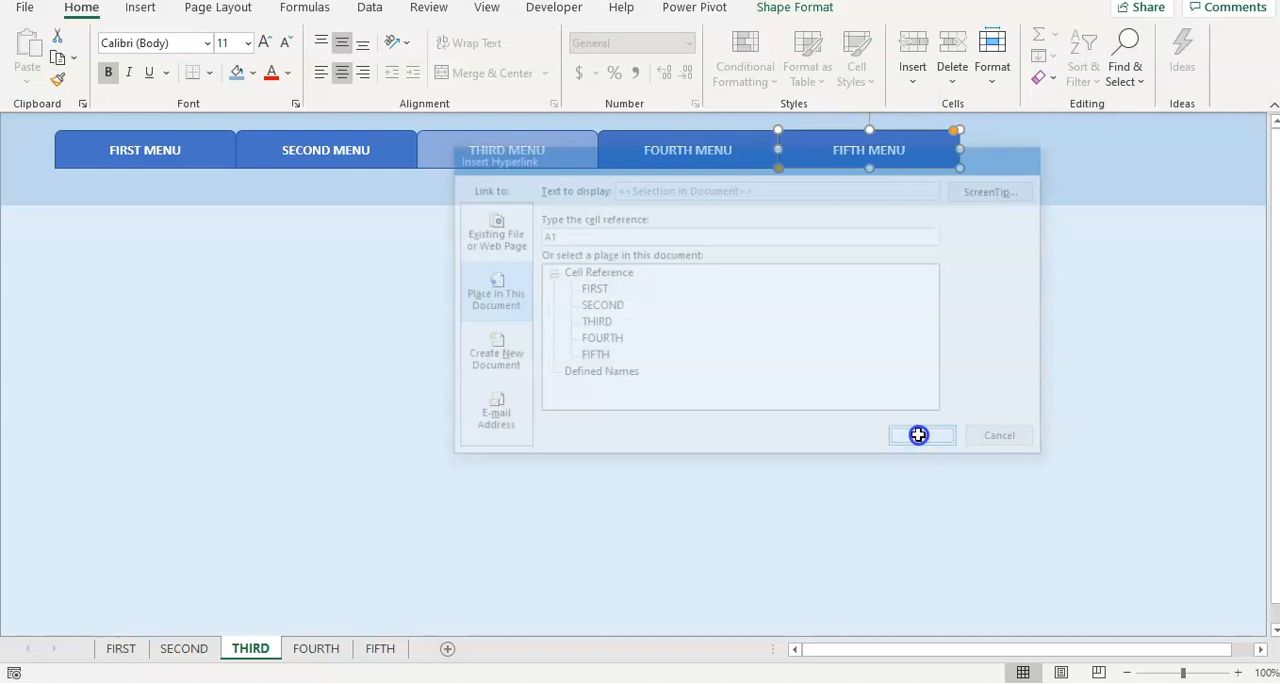 File Home Insert Page Layout Formulas Data Review View Developer Help Power Pivot Shape Format Share Comments
Paste
Calibri (Body) 11 A A
B I U A
Wrap Text
Merge & Center
General
$ % 9
Conditional Formatting
Format as Table
Cell Styles
Insert Delete Format
Sort & Filter
Find & Select
Ideas
Clipboard Font Alignment Number Styles Cells Editing Ideas
FIRST MENU SECOND MENU THIRD MENU FOURTH MENU FIFTH MENU
Insert Hyperlink
Link to: Text to display: <<Selection in Document>> ScreenTip...
Existing File or Web Page
Place in This Document
Create New Document
E-mail Address
Type the cell reference:
A1
Or select a place in this document:
Cell Reference
FIRST
SECOND
THIRD
FOURTH
FIFTH
Defined Names
Cancel
FIRST SECOND THIRD FOURTH FIFTH
100%